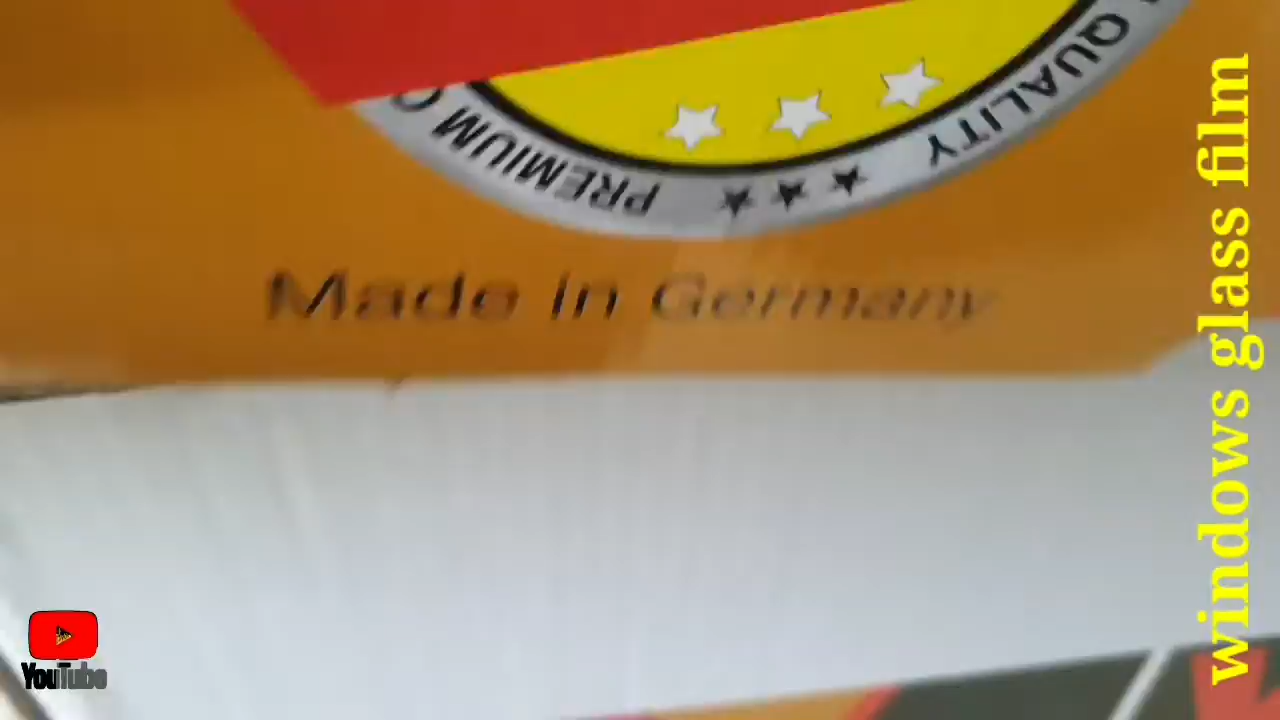 PREMIUM Q
QUALITY
Made in Germany
windows glass film
YouTube